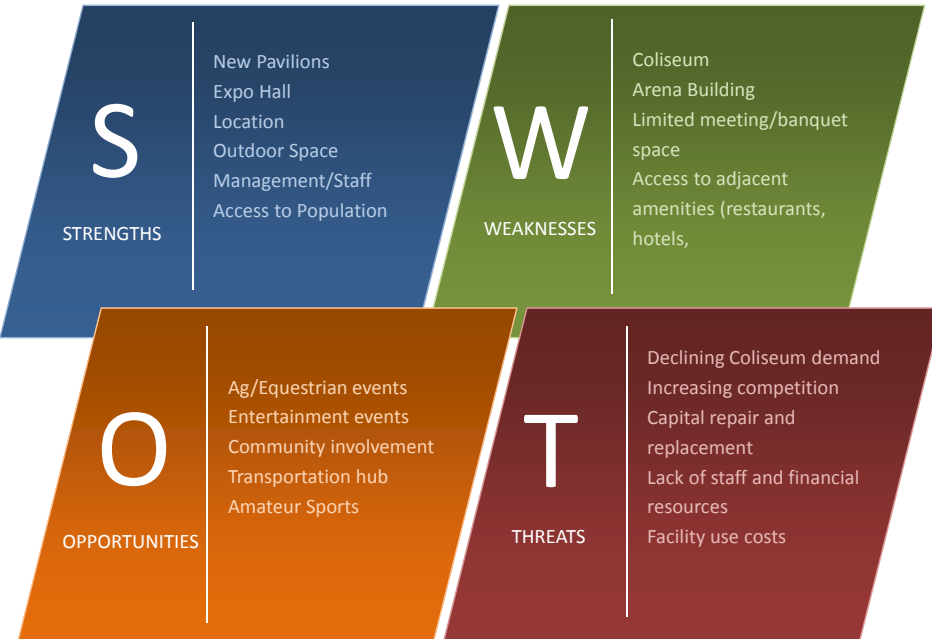 S
STRENGTHS
New Pavilions
Expo Hall
Location
Outdoor Space
Management/Staff
Access to Population
W
WEAKNESSES
Coliseum
Arena Building
Limited meeting/banquet
space
Access to adjacent
amenities (restaurants,
hotels,
O
OPPORTUNITIES
Ag/Equestrian events
Entertainment events
Community involvement
Transportation hub
Amateur Sports
T
THREATS
Declining Coliseum demand
Increasing competition
Capital repair and
replacement
Lack of staff and financial
resources
Facility use costs